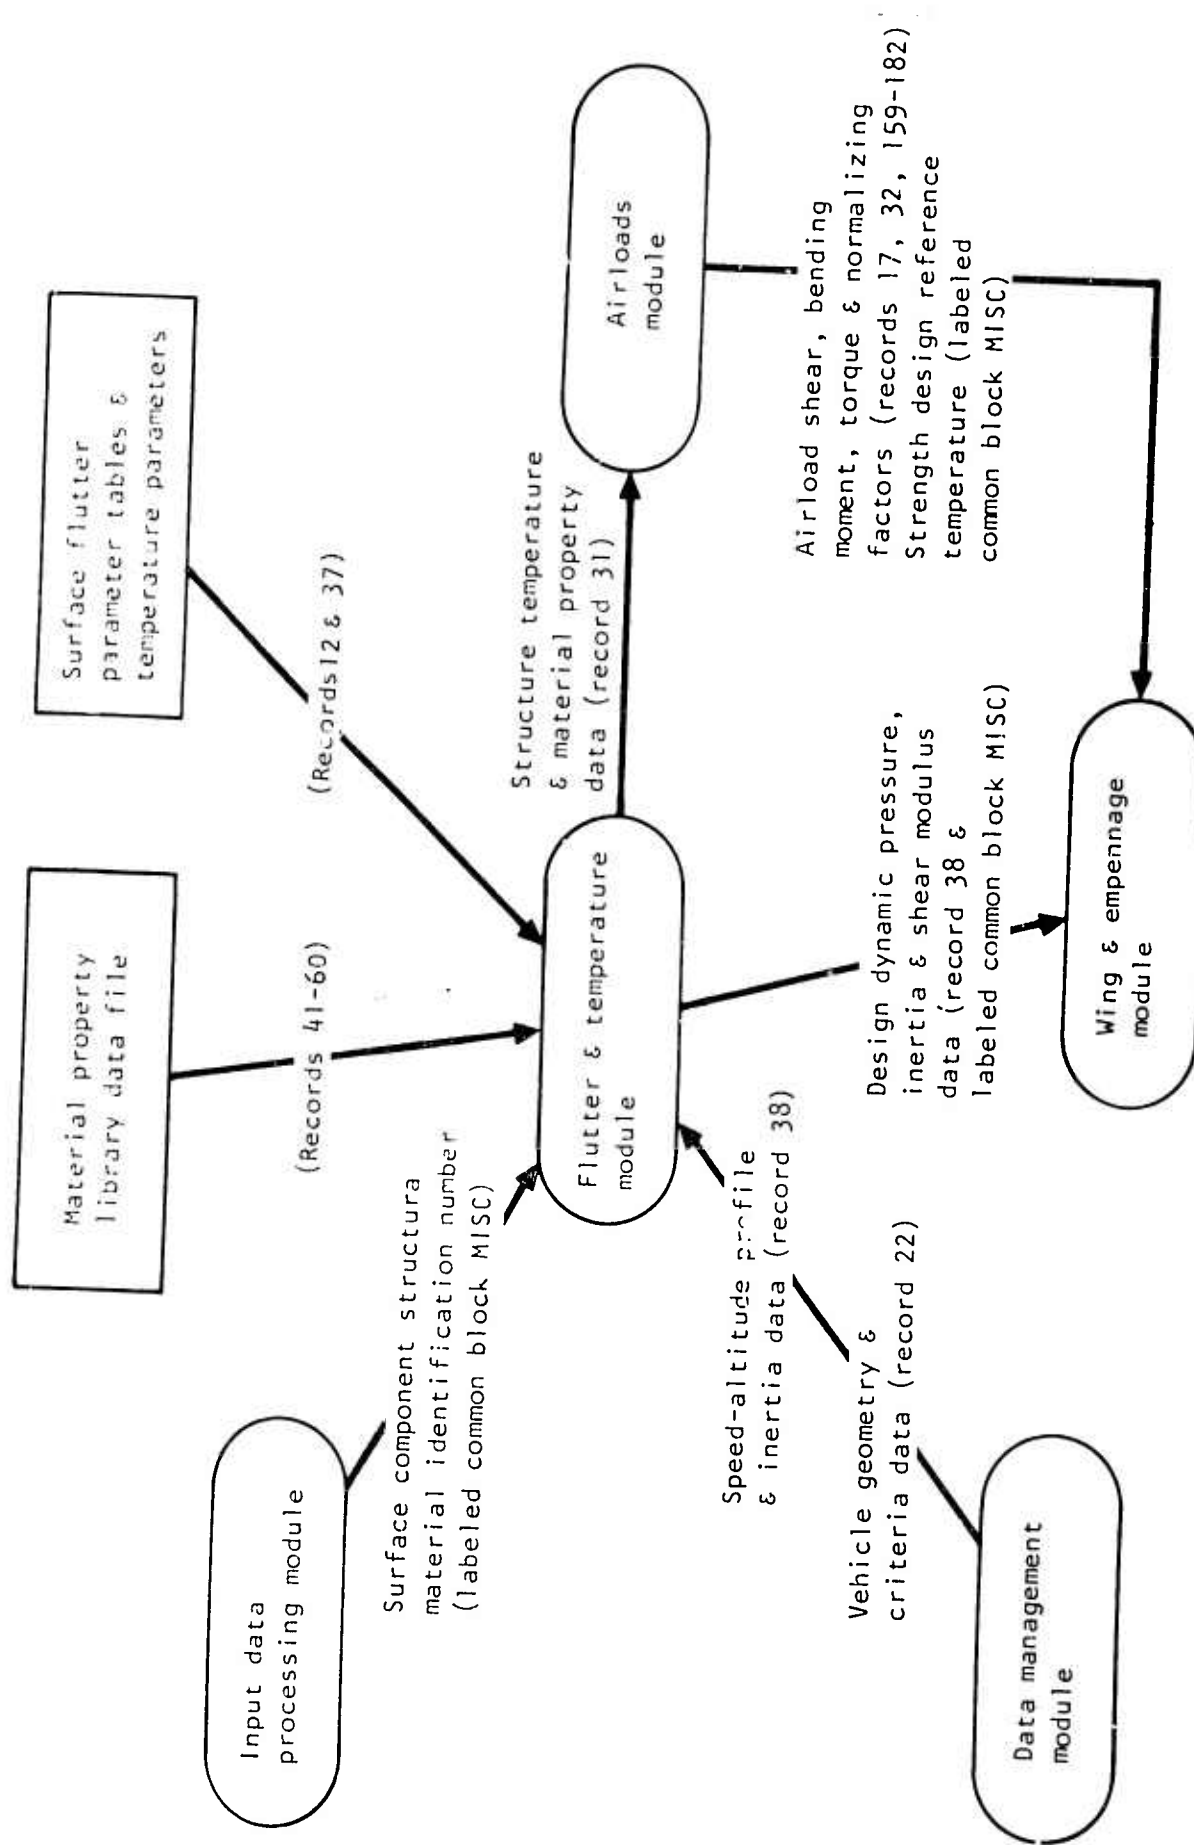 Material property
library data file
Surface flutter
parameter tables &
temperature parameters
Input data
processing module
(Records 41-60)
(Records 12 & 37)
Surface component structura
material identification number
(labeled common block MISC)
Flutter & temperature
module
Structure temperature
& material property
data (record 31)
Airloads
module
Speed-altitude profile
& inertia data (record 38)
Vehicle geometry &
criteria data (record 22)
Design dynamic pressure,
inertia & shear modulus
data (record 38 &
labeled common block MISC)
Airload shear, bending
moment, torque & normalizing
factors (records 17, 32, 159-182)
Strength design reference
temperature (labeled
common block MISC)
Data management
module
Wing & empennage
module